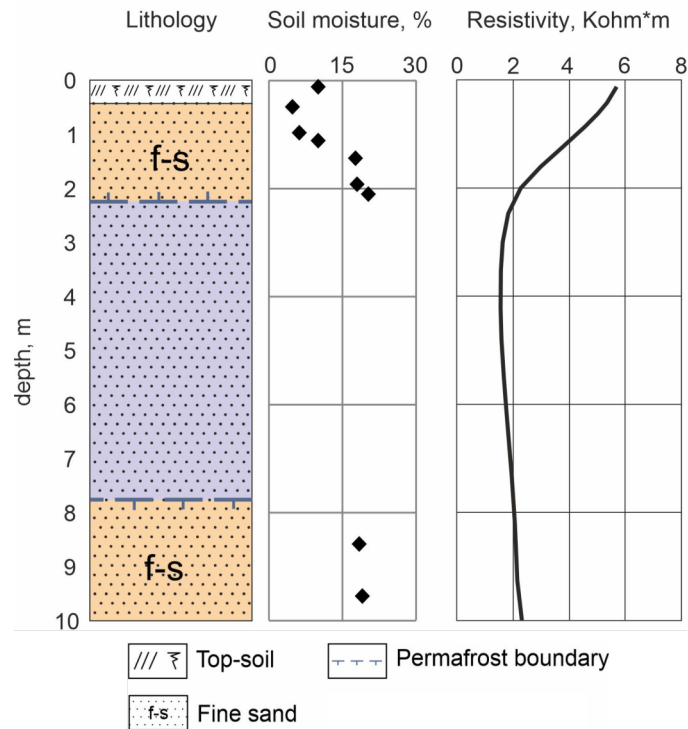 Lithology Soil moisture, % Resistivity, Kohm*m
0 15 30 0 2 4 6 8
0
1
2
3
4
5
6
7
8
9
10
depth, m
f-s
f-s
Top-soil
Permafrost boundary
f-s Fine sand